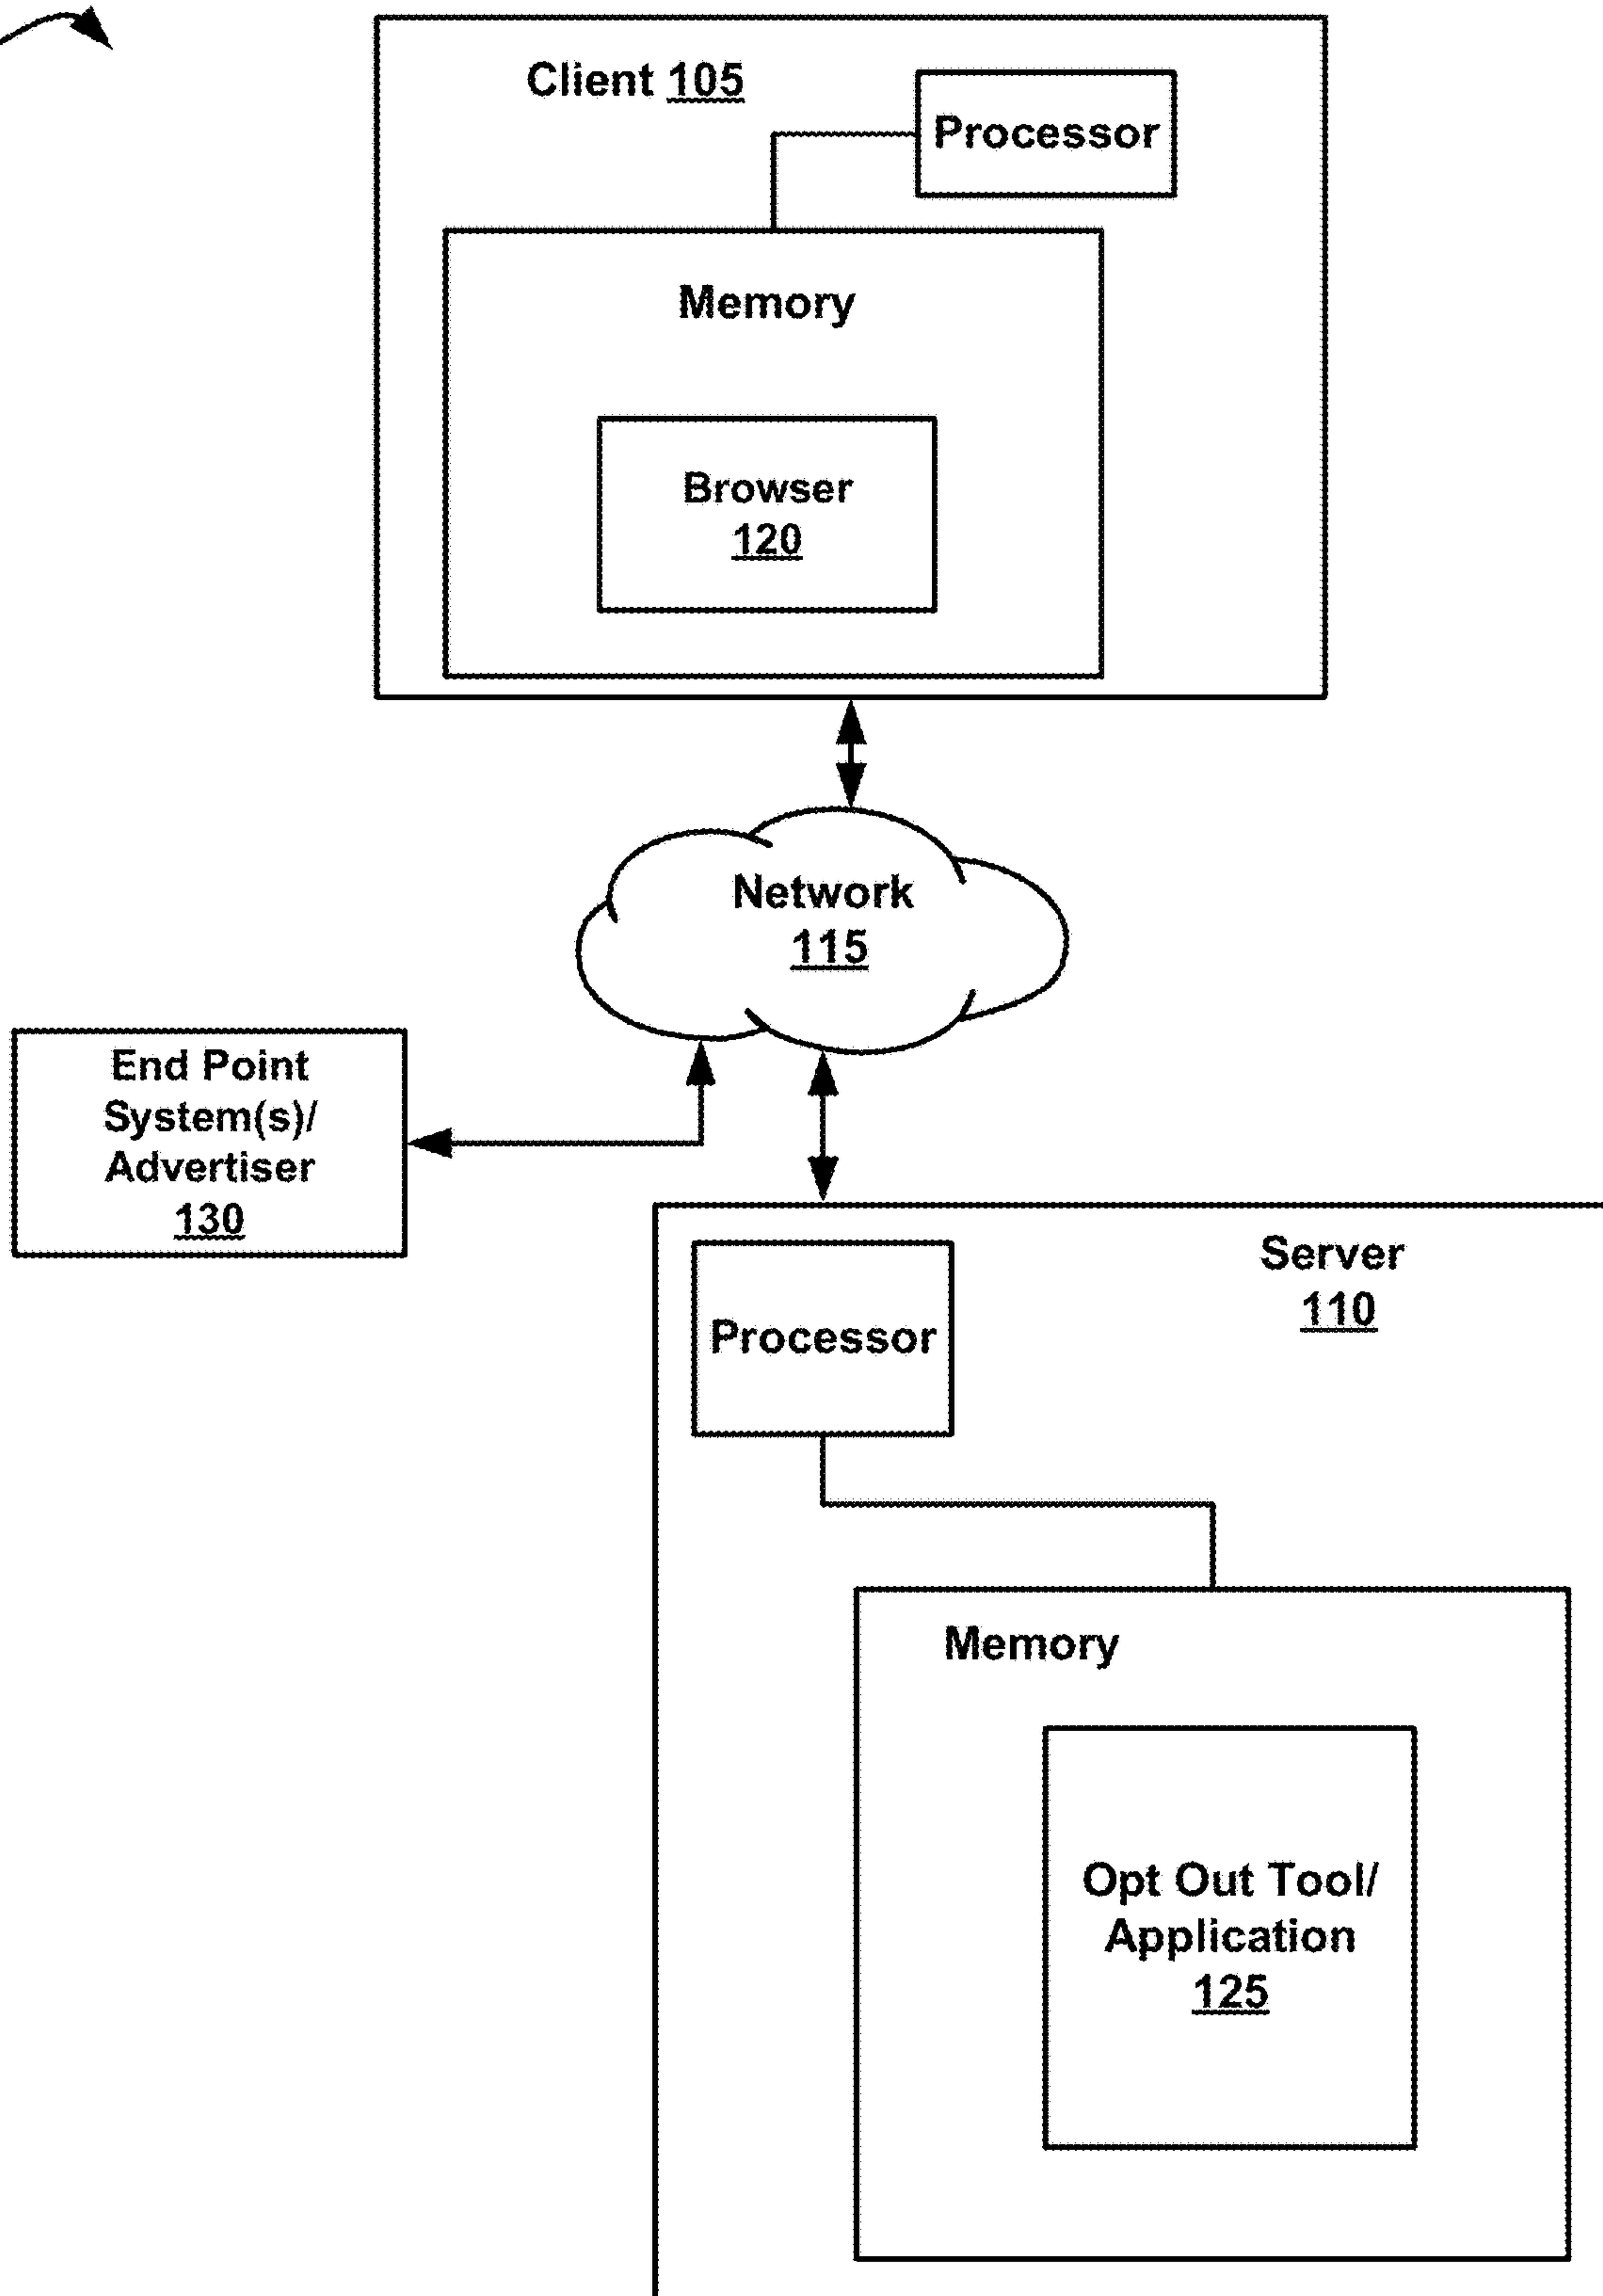 Client 105
Processor
Memory
Browser
120
Network
115
End Point
System(s)/
Advertiser
130
Server
110
Processor
Memory
Opt Out Tool/
Application
125